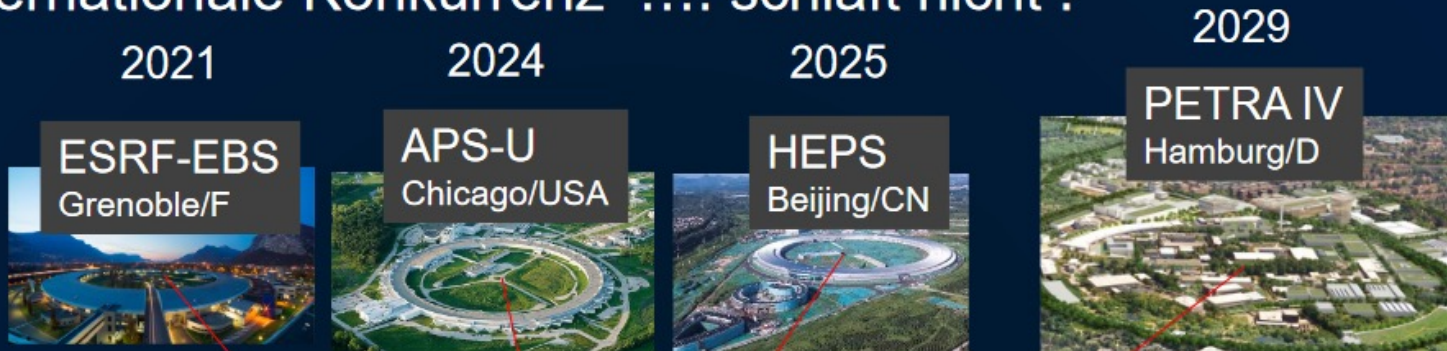 2021
2024
2025
2029
ESRF-EBS
Grenoble/F
APS-U
Chicago/USA
HEPS
Beijing/CN
PETRA IV
Hamburg/D